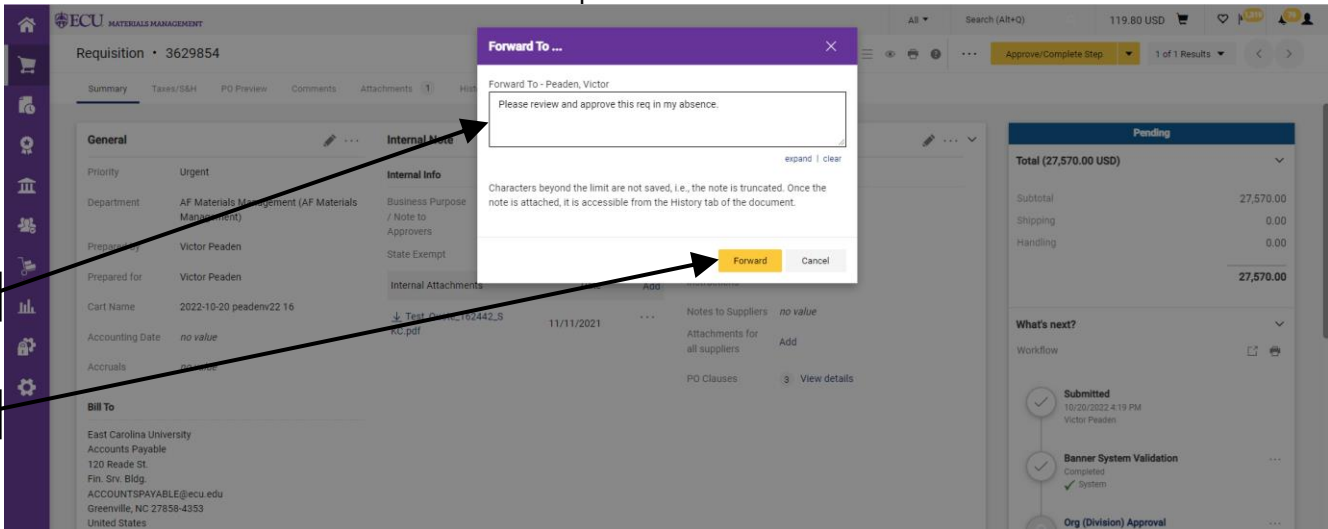 ECU MATERIALS MANAGEMENT
All
Search (Alt+Q)
119.80 USD
Requisition • 3629854
Approve/Complete Step
1 of 1 Results
Summary Taxes/S&H PO Preview Comments Attachments 1 Hist
Forward To ...
Forward To - Peaden, Victor
Please review and approve this req in my absence.
expand | clear
Characters beyond the limit are not saved, i.e., the note is truncated. Once the
note is attached, it is accessible from the History tab of the document.
Forward Cancel
General
Priority Urgent
Department AF Materials Management (AF Materials
Management)
Prepared by Victor Peaden
Prepared for Victor Peaden
Cart Name 2022-10-20 peadenv22 16
Accounting Date no value
Accruals no value
Bill To
East Carolina University
Accounts Payable
120 Reade St.
Fin. Srv. Bldg.
ACCOUNTSPAYABLE@ecu.edu
Greenville, NC 27858-4353
United States
Internal Note
Internal Info
Business Purpose
/ Note to
Approvers
State Exempt
Internal Attachments Add
11/11/2021
Notes to Suppliers no value
Attachments for
all suppliers
Add
PO Clauses 3 View details
Pending
Total (27,570.00 USD)
Subtotal 27,570.00
Shipping 0.00
Handling 0.00
27,570.00
What's next?
Workflow
Submitted
10/20/2022 4:19 PM
Victor Peaden
Banner System Validation
Completed
System
Org (Division) Approval